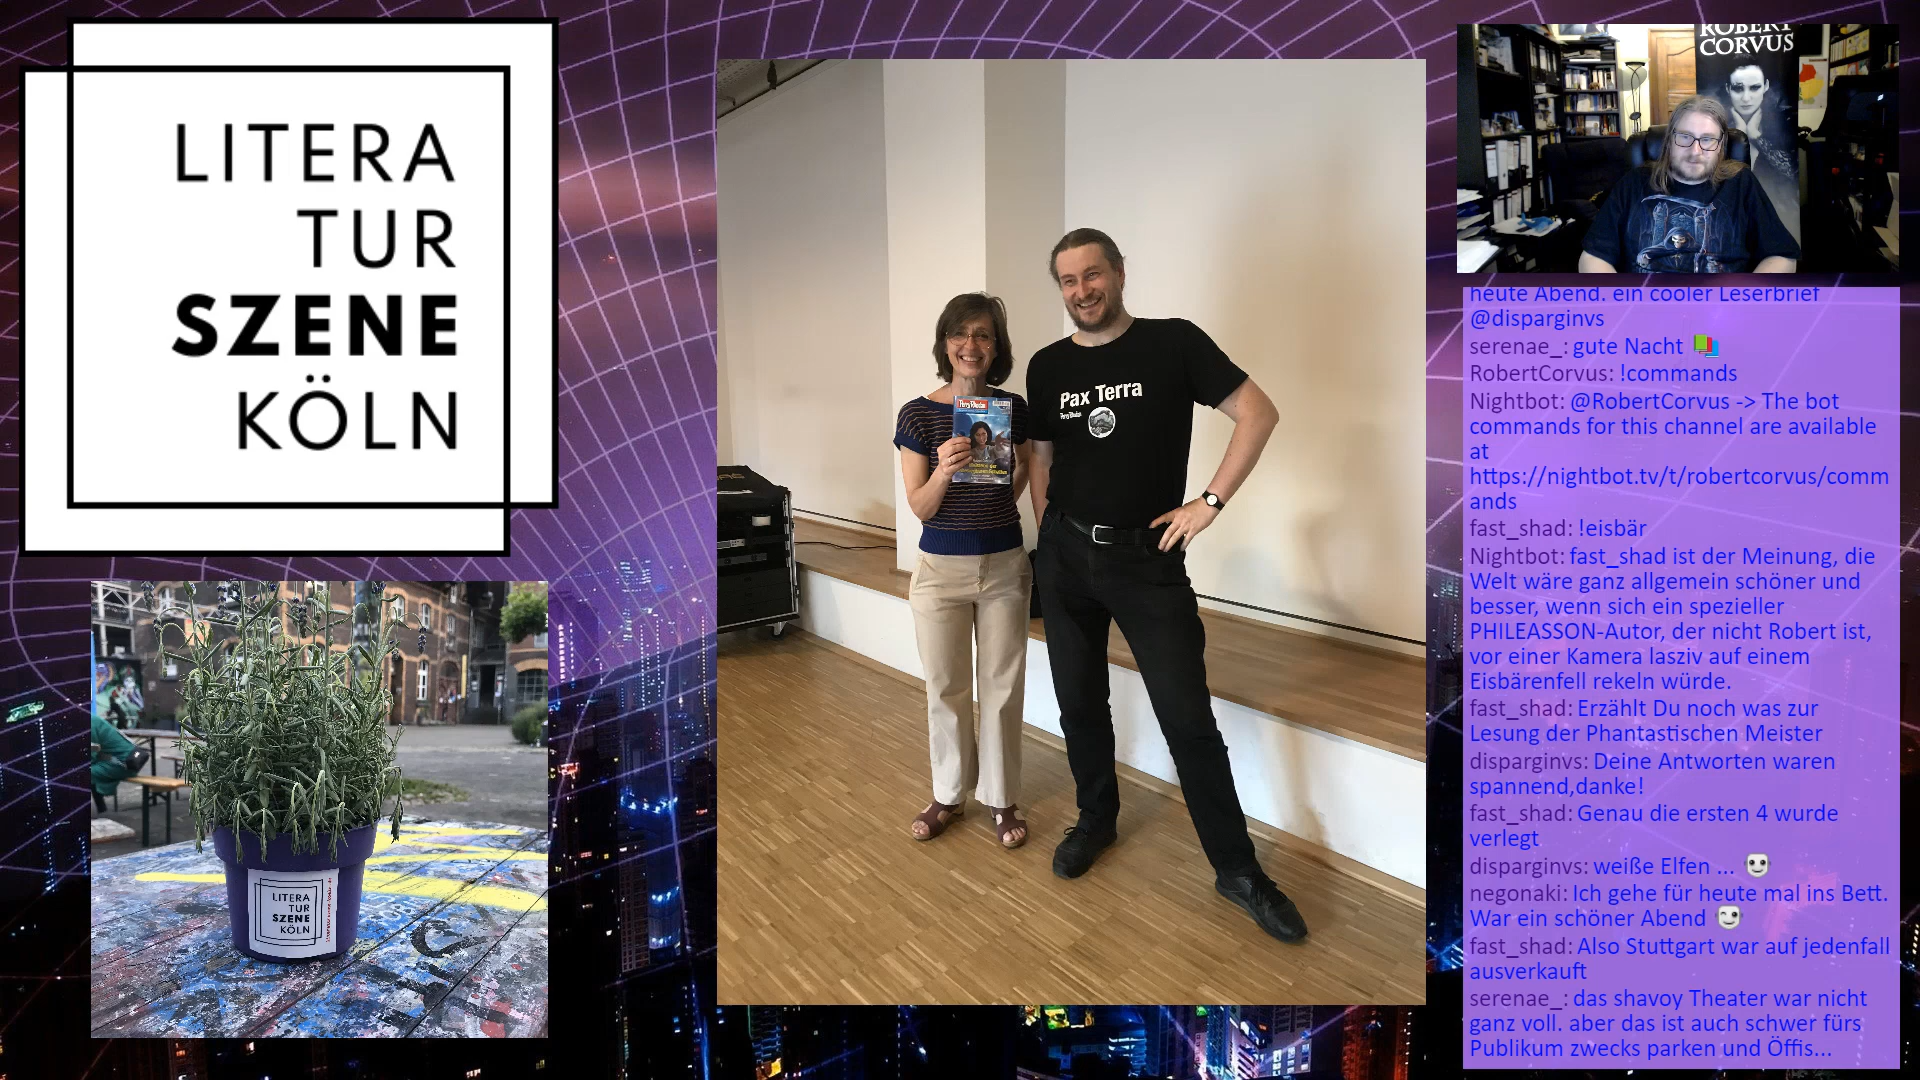 LITERA
TUR
SZENE
KÖLN
LITERA
TUR
SZENE
KÖLN
Perry Rhodan
Pax Terra
Perry Rhodan
ROBERT
CORVUS
heute Abend. ein cooler Leserbrief
@disparginvs
serenae_: gute Nacht
RobertCorvus: !commands
Nightbot: @RobertCorvus -> The bot
commands for this channel are available
at
https://nightbot.tv/t/robertcorvus/comm
ands
fast_shad: !eisbär
Nightbot: fast_shad ist der Meinung, die
Welt wäre ganz allgemein schöner und
besser, wenn sich ein spezieller
PHILEASSON-Autor, der nicht Robert ist,
vor einer Kamera lasziv auf einem
Eisbärenfell rekeln würde.
fast_shad: Erzählt Du noch was zur
Lesung der Phantastischen Meister
disparginvs: Deine Antworten waren
spannend,danke!
fast_shad: Genau die ersten 4 wurde
verlegt
disparginvs: weiße Elfen ...
negonaki: Ich gehe für heute mal ins Bett.
War ein schöner Abend
fast_shad: Also Stuttgart war auf jedenfall
ausverkauft
serenae_: das shavoy Theater war nicht
ganz voll. aber das ist auch schwer fürs
Publikum zwecks parken und Öffis...